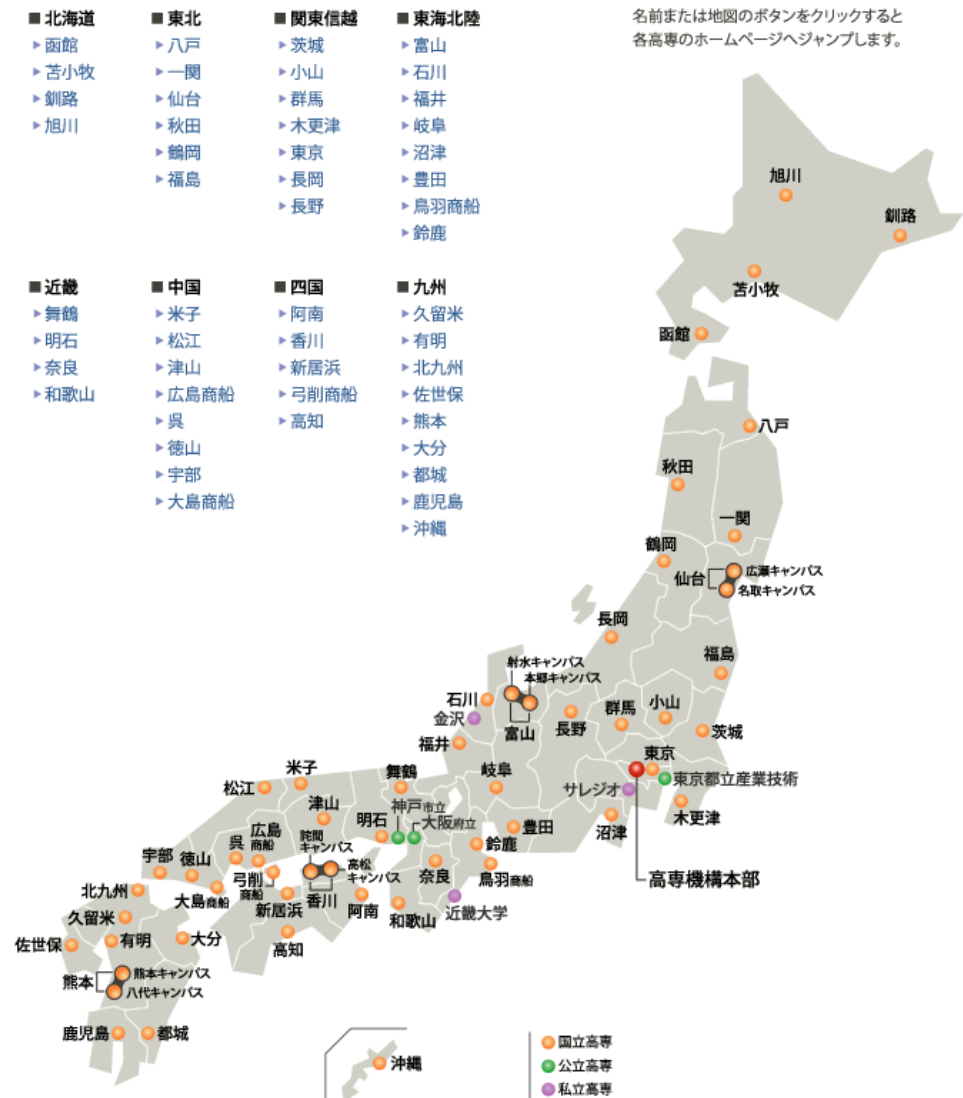 ■北海道
▶函館
▶苫小牧
▶釧路
▶旭川
■東北
▶八戸
▶一関
▶仙台
▶秋田
▶鶴岡
▶福島
■関東信越
▶茨城
▶小山
▶群馬
▶木更津
▶東京
▶長岡
▶長野
■東海北陸
▶富山
▶石川
▶福井
▶岐阜
▶沼津
▶豊田
▶鳥羽商船
▶鈴鹿
■近畿
▶舞鶴
▶明石
▶奈良
▶和歌山
■中国
▶米子
▶松江
▶津山
▶広島商船
▶呉
▶徳山
▶宇部
▶大島商船
■四国
▶阿南
▶香川
▶新居浜
▶弓削商船
▶高知
■九州
▶久留米
▶有明
▶北九州
▶佐世保
▶熊本
▶大分
▶都城
▶鹿児島
▶沖縄
名前または地図のボタンをクリックすると
各高専のホームページへジャンプします。
旭川
釧路
苫小牧
函館
八戸
秋田
一関
鶴岡
仙台
広瀬キャンパス
名取キャンパス
長岡
福島
射水キャンパス
本郷キャンパス
富山
石川
金沢
福井
長野
群馬
小山
茨城
東京
東京都立産業技術
サレジオ
木更津
沼津
高専機構本部
岐阜
豊田
鈴鹿
鳥羽商船
舞鶴
神戸市立
大阪府立
明石
奈良
近畿大学
和歌山
米子
松江
津山
広島
商船
呉
徳山
宇部
大島商船
弓削
商船
詫間
キャンパス
高松
キャンパス
香川
新居浜
阿南
高知
北九州
久留米
佐世保
有明
大分
熊本
熊本キャンパス
八代キャンパス
鹿児島
都城
沖縄
国立高専
公立高専
私立高専